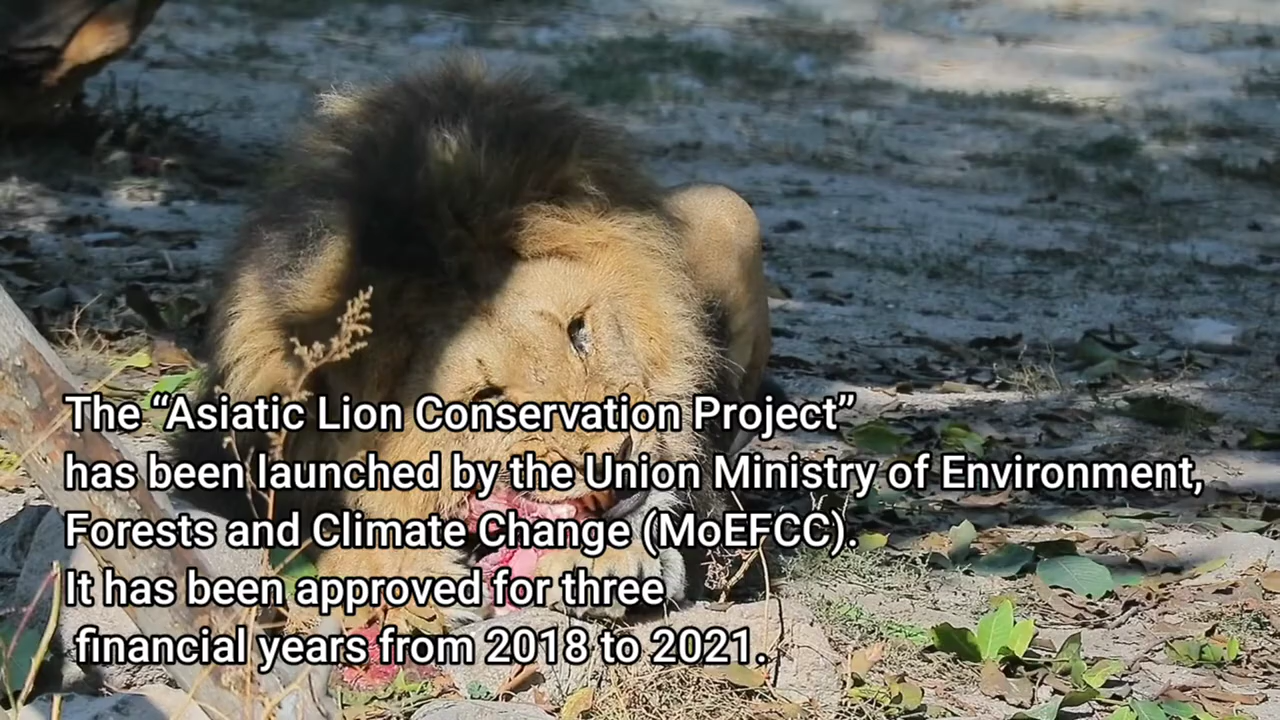 The “Asiatic Lion Conservation Project”
has been launched by the Union Ministry of Environment,
Forests and Climate Change (MoEFCC).
It has been approved for three
financial years from 2018 to 2021.